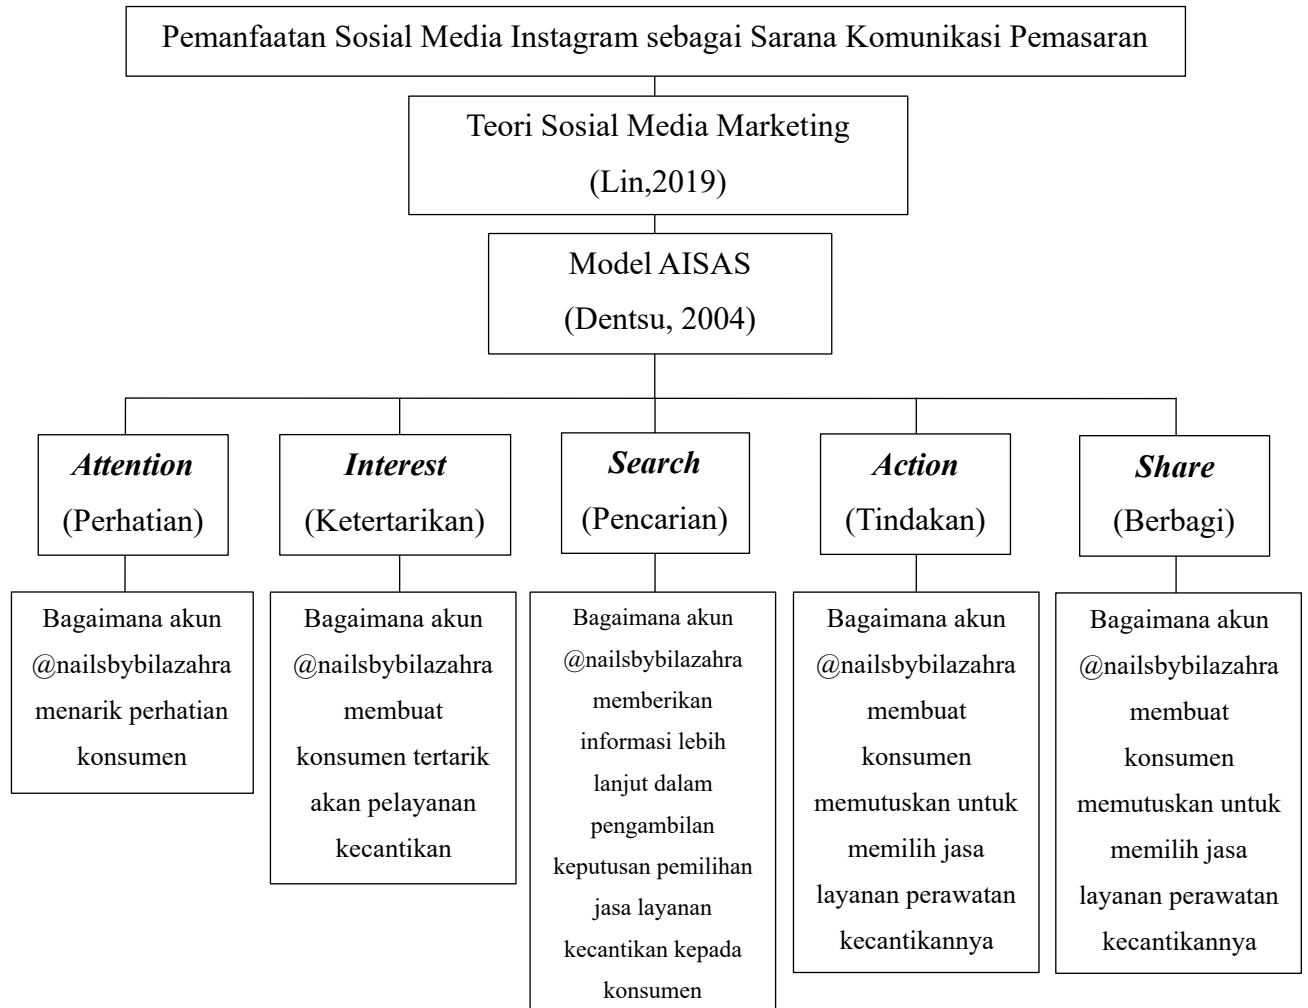 Pemanfaatan Sosial Media Instagram sebagai Sarana Komunikasi Pemasaran
Teori Sosial Media Marketing
(Lin,2019)
Model AISAS
(Dentsu, 2004)
Attention
(Perhatian)
Interest
(Ketertarikan)
Search
(Pencarian)
Action
(Tindakan)
Share
(Berbagi)
Bagaimana akun
@nailsbybilazahra
menarik perhatian
konsumen
Bagaimana akun
@nailsbybilazahra
membuat
konsumen tertarik
akan pelayanan
kecantikan
Bagaimana akun
@nailsbybilazahra
memberikan
informasi lebih
lanjut dalam
pengambilan
keputusan pemilihan
jasa layanan
kecantikan kepada
konsumen
Bagaimana akun
@nailsbybilazahra
membuat
konsumen
memutuskan untuk
memilih jasa
layanan perawatan
kecantikannya
Bagaimana akun
@nailsbybilazahra
membuat
konsumen
memutuskan untuk
memilih jasa
layanan perawatan
kecantikannya